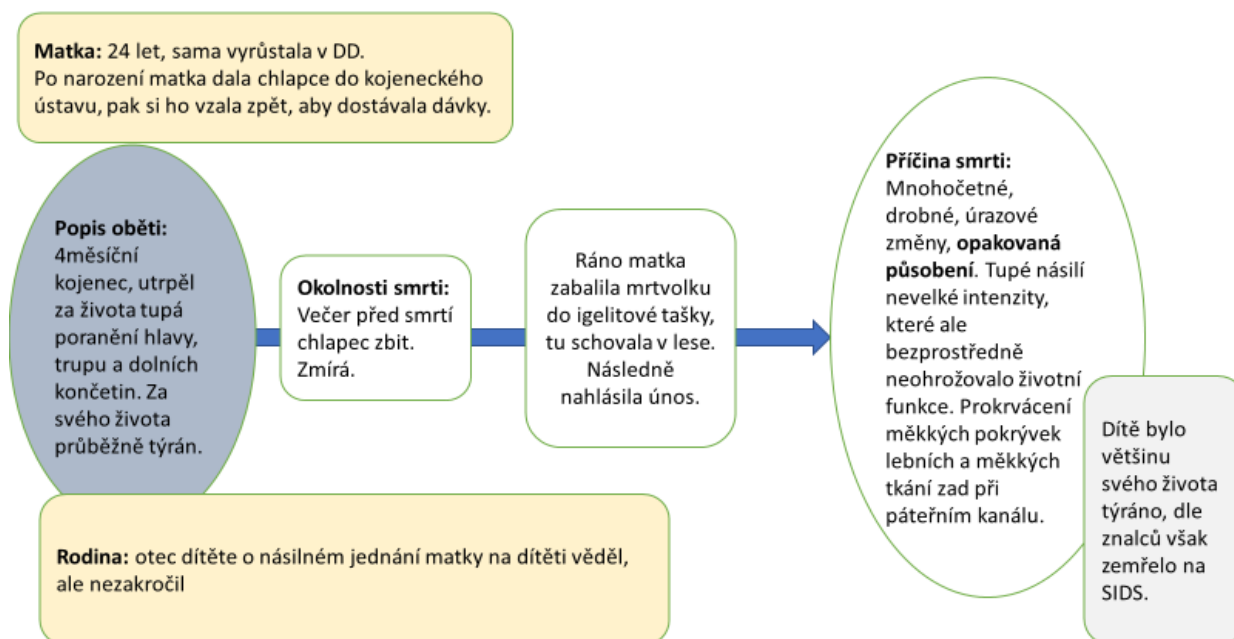 Matka: 24 let, sama vyrůstala v DD.
Po narození matka dala chlapce do kojeneckého
ústavu, pak si ho vzala zpět, aby dostávala dávky.
Popis oběti:
4měsíční
kojenec, utrpěl
za života tupá
poranění hlavy,
trupu a dolních
končetin. Za
svého života
průběžně týrán.
Okolnosti smrti:
Večer před smrtí
chlapec zbit.
Zmírá.
Ráno matka
zabalila mrtvolku
do igelitové tašky,
tu schovala v lese.
Následně
nahlásila únos.
Příčina smrti:
Mnohočetné,
drobné, úrazové
změny, opakovaná
působení. Tupé násilí
nevelké intenzity,
které ale
bezprostředně
neohrožovalo životní
funkce. Prokrvácení
měkkých pokrývek
lebních a měkkých
tkání zad při
páteřním kanálu.
Dítě bylo
většinu
svého života
týráno, dle
znalců však
zemřelo na
SIDS.
Rodina: otec dítěte o násilném jednání matky na dítěti věděl,
ale nezakročil